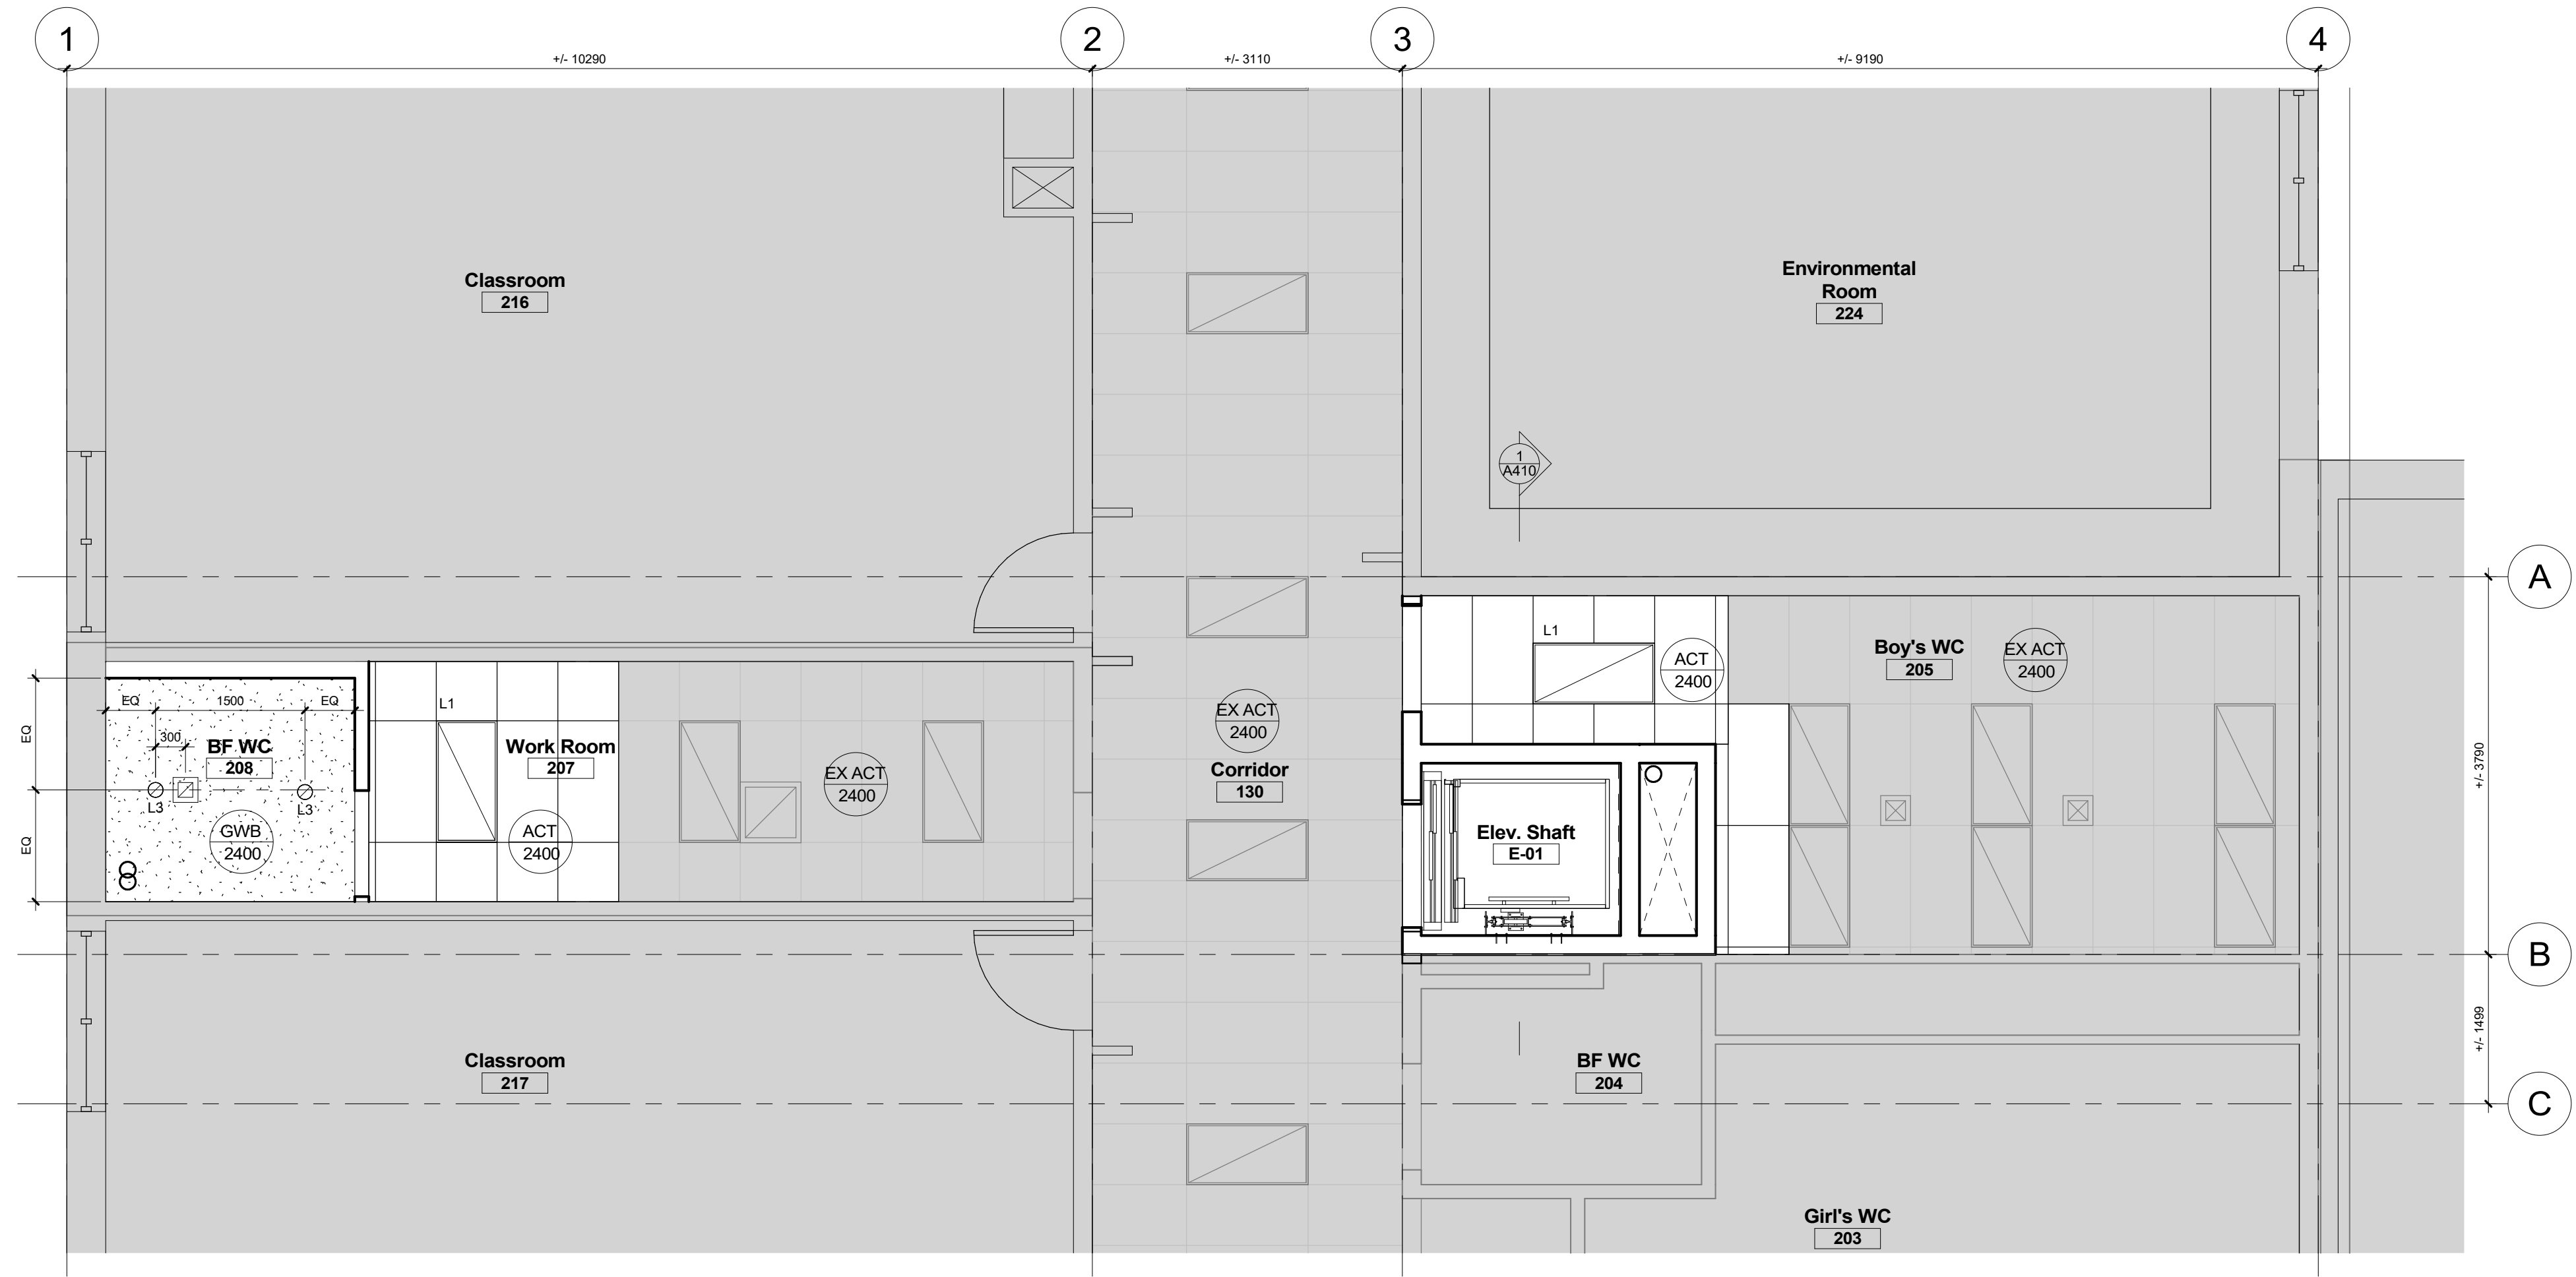 1
2
3
4
+/- 10290
+/- 3110
+/- 9190
Classroom
216
Environmental
Room
224
1
A410
A
L1
ACT
2400
Boy's WC
205
EX ACT
2400
EQ
1500
EQ
L1
EQ
300
BF WC
208
Work Room
207
EX ACT
2400
EX ACT
2400
Corridor
130
+/- 3790
L3
L3
GWB
2400
ACT
2400
EQ
Elev. Shaft
E-01
B
+/- 1499
Classroom
217
BF WC
204
C
Girl's WC
203